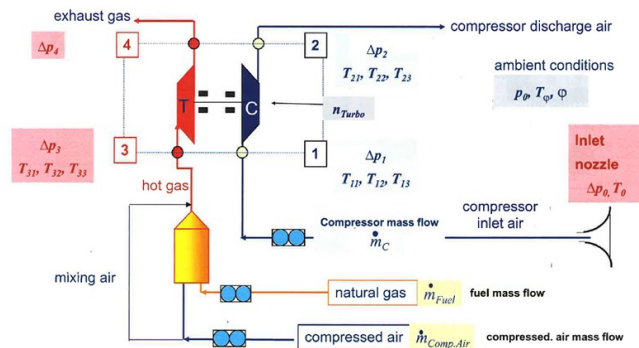 exhaust gas
compressor discharge air
4
2
Δp4
Δp2
T21, T22, T23
ambient conditions
p0, Tφ, φ
T
C
nTurbo
3
1
Δp3
T31, T32, T33
Δp1
T11, T12, T13
Inlet
nozzle
Δp0, T0
hot gas
Compressor mass flow
ṁC
compressor
inlet air
mixing air
natural gas
ṁFuel
fuel mass flow
compressed air
ṁComp.Air
compressed. air mass flow